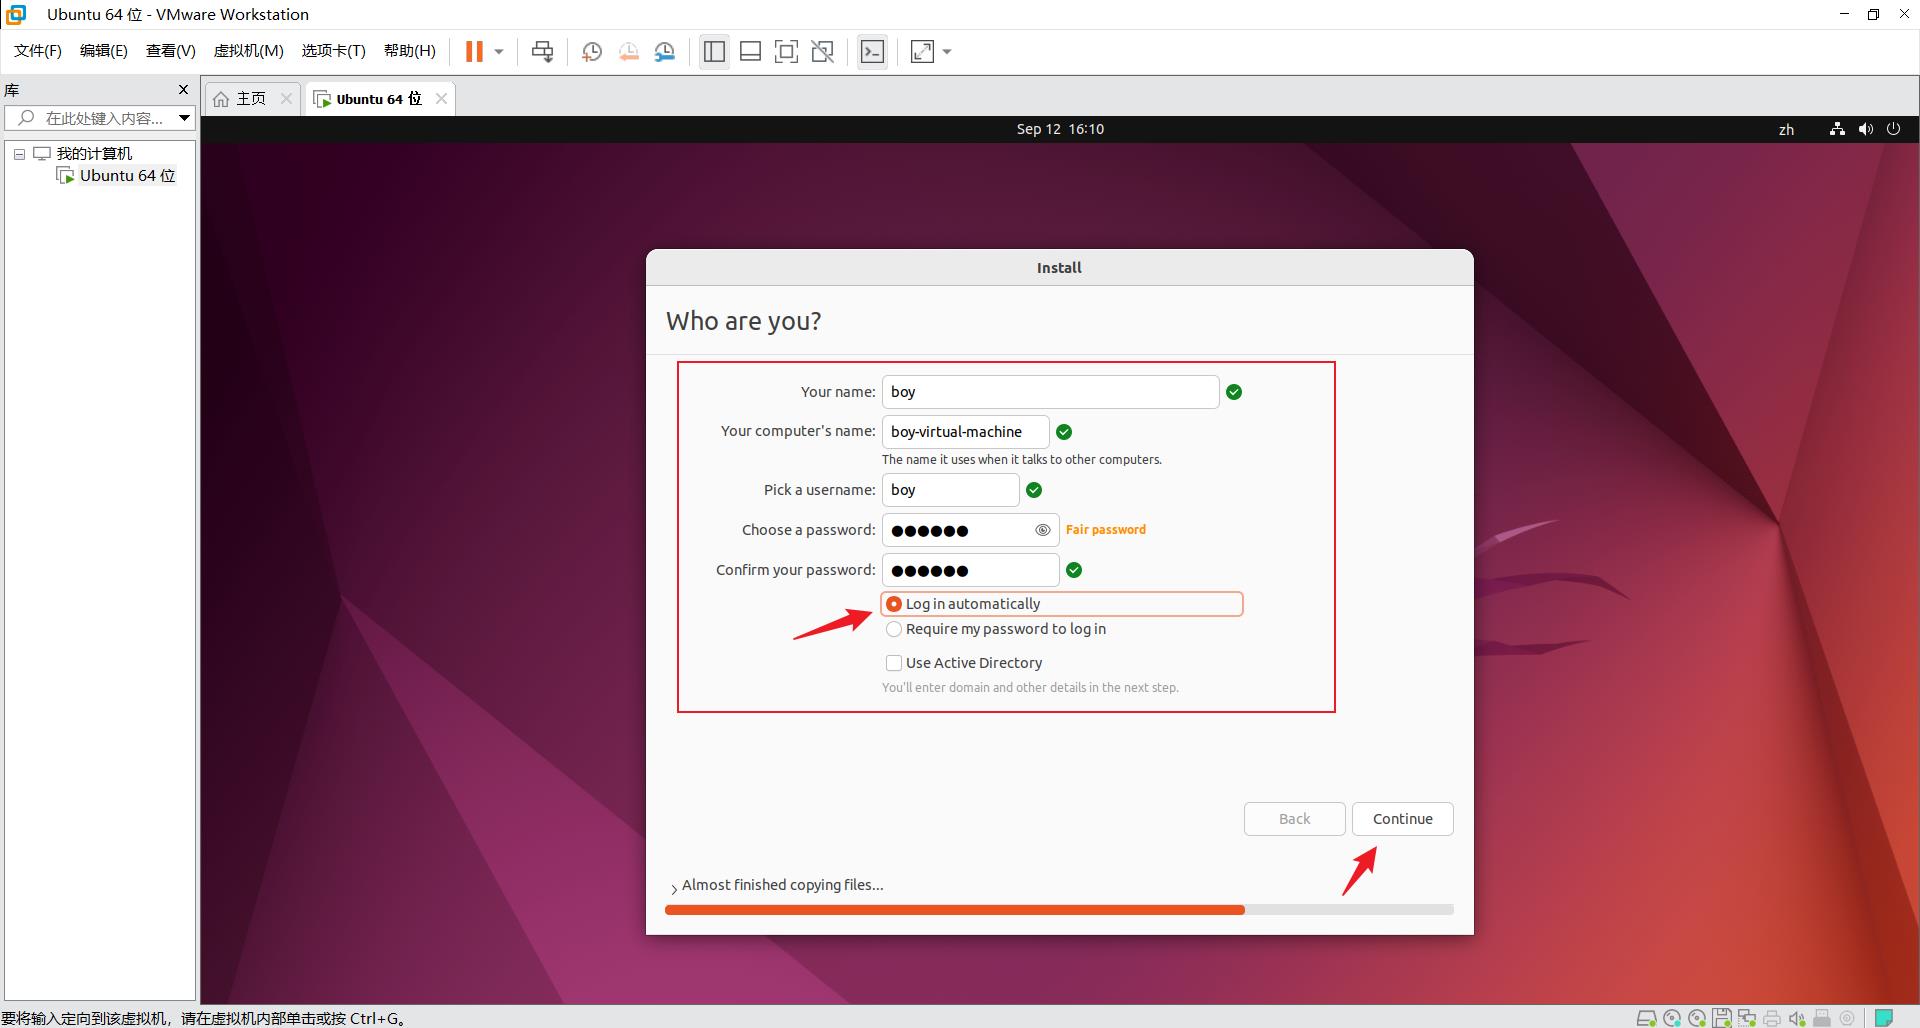 Ubuntu 64 位 - VMware Workstation
文件(F) 编辑(E) 查看(V) 虚拟机(M) 选项卡(T) 帮助(H)
库
主页
Ubuntu 64 位
在此处键入内容...
Sep 12 16:10
zh
我的计算机
Ubuntu 64 位
Install
Who are you?
Your name: boy
Your computer's name: boy-virtual-machine
The name it uses when it talks to other computers.
Pick a username: boy
Choose a password: ●●●●●● Fair password
Confirm your password: ●●●●●●
Log in automatically
Require my password to log in
Use Active Directory
You'll enter domain and other details in the next step.
Back Continue
Almost finished copying files...
要将输入定向到该虚拟机，请在虚拟机内部单击或按 Ctrl+G。